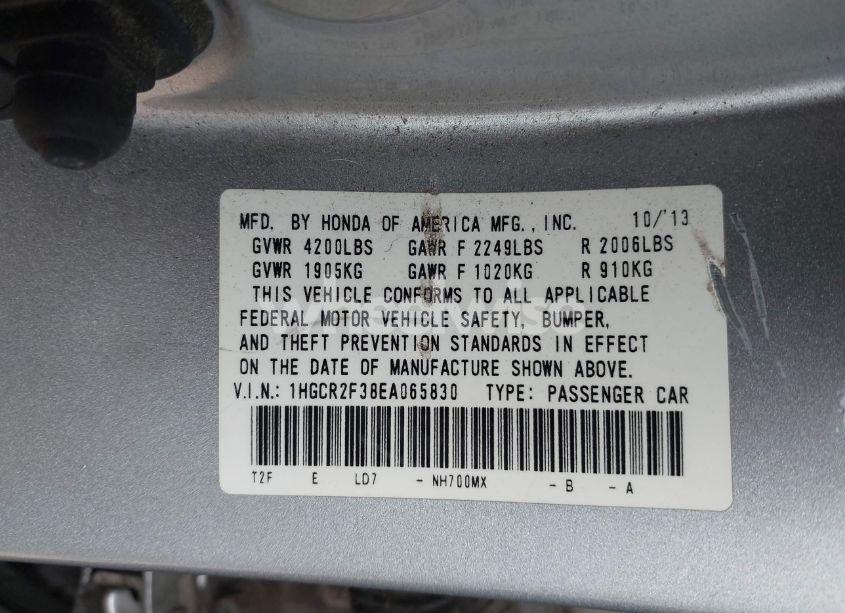 MFD. BY HONDA OF AMERICA MFG., INC. 10/'13
GVWR 4200LBS GAWR F 2249LBS R 2006LBS
GVWR 1905KG GAWR F 1020KG R 910KG
THIS VEHICLE CONFORMS TO ALL APPLICABLE
FEDERAL MOTOR VEHICLE SAFETY, BUMPER,
AND THEFT PREVENTION STANDARDS IN EFFECT
ON THE DATE OF MANUFACTURE SHOWN ABOVE.
V.I.N.: 1HGCR2F38EA065830 TYPE: PASSENGER CAR
T2F E LD7 - NH700MX - B - A